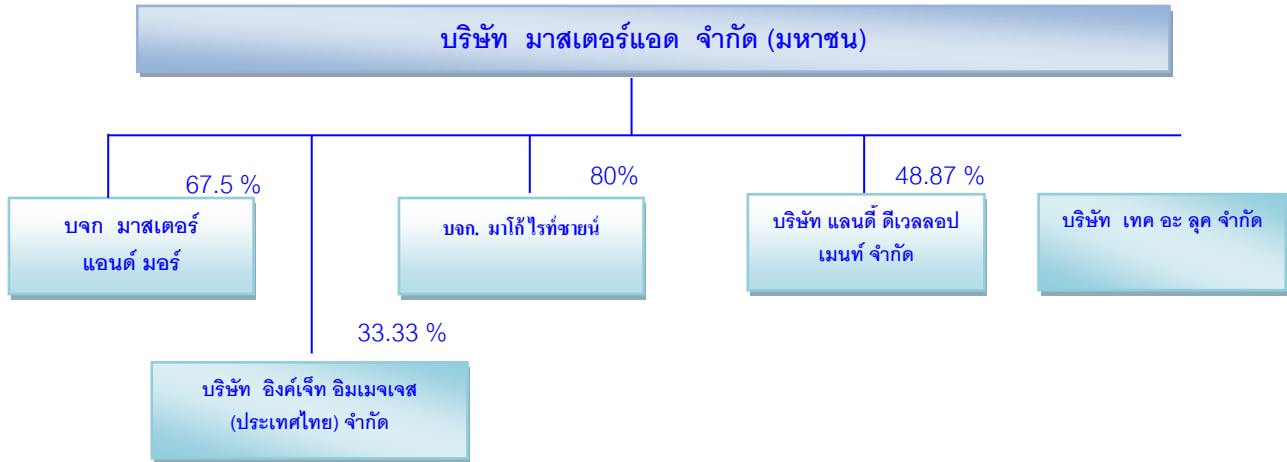 บริษัท มาสเตอร์แอด จำกัด (มหาชน)
67.5 %
80%
48.87 %
บจก มาสเตอร์
แอนด์ มอร์
บจก. มาโก้ ไรท์ซายน์
บริษัท แลนดี้ ดีเวลลอป
เมนท์ จำกัด
บริษัท เทค อะ ลุค จำกัด
33.33 %
บริษัท อิงค์เจ็ท อิมเมจเจส
(ประเทศไทย) จำกัด